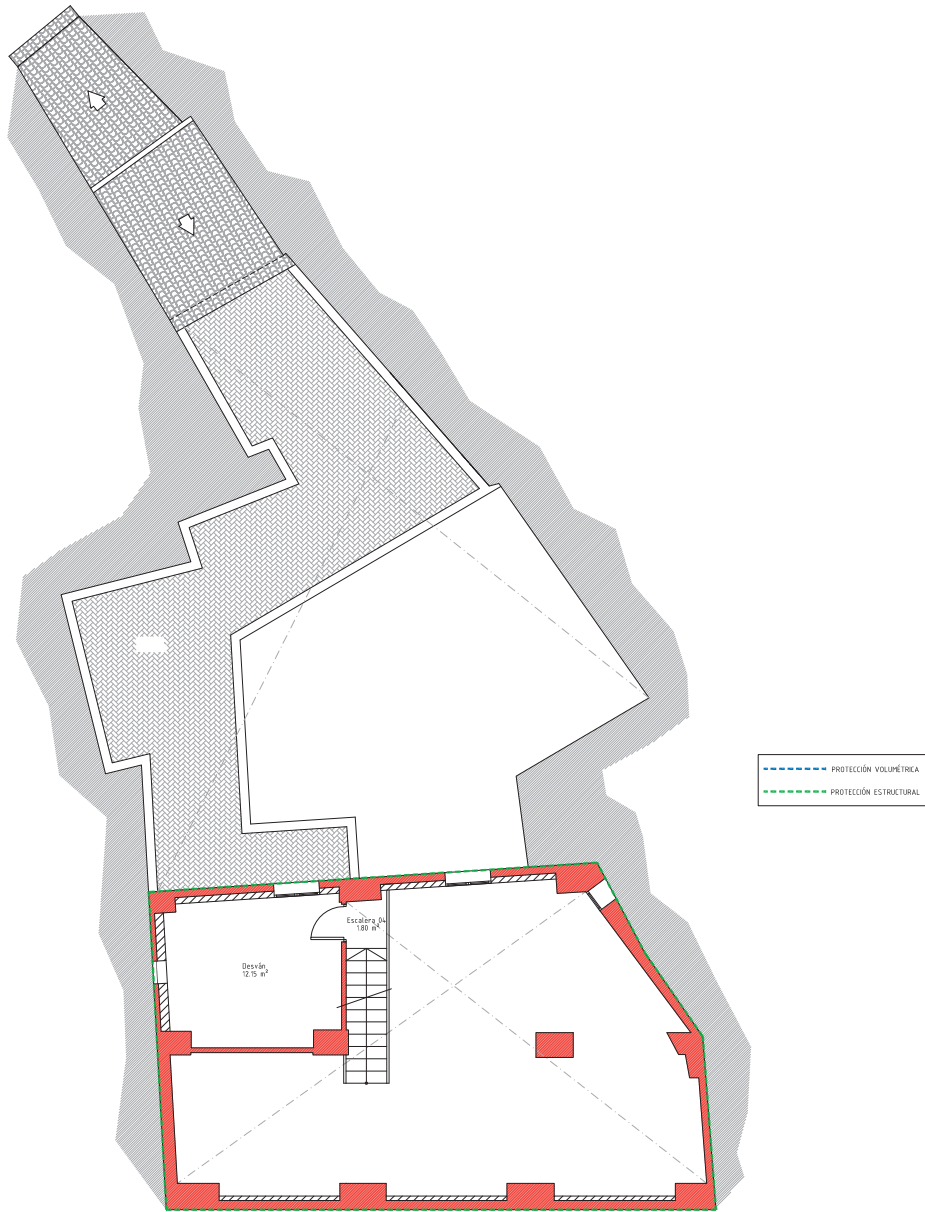 PROTECCIÓN VOLUMÉTRICA
PROTECCIÓN ESTRUCTURAL
Escalera 04
1.80 m²
Desván
12.15 m²